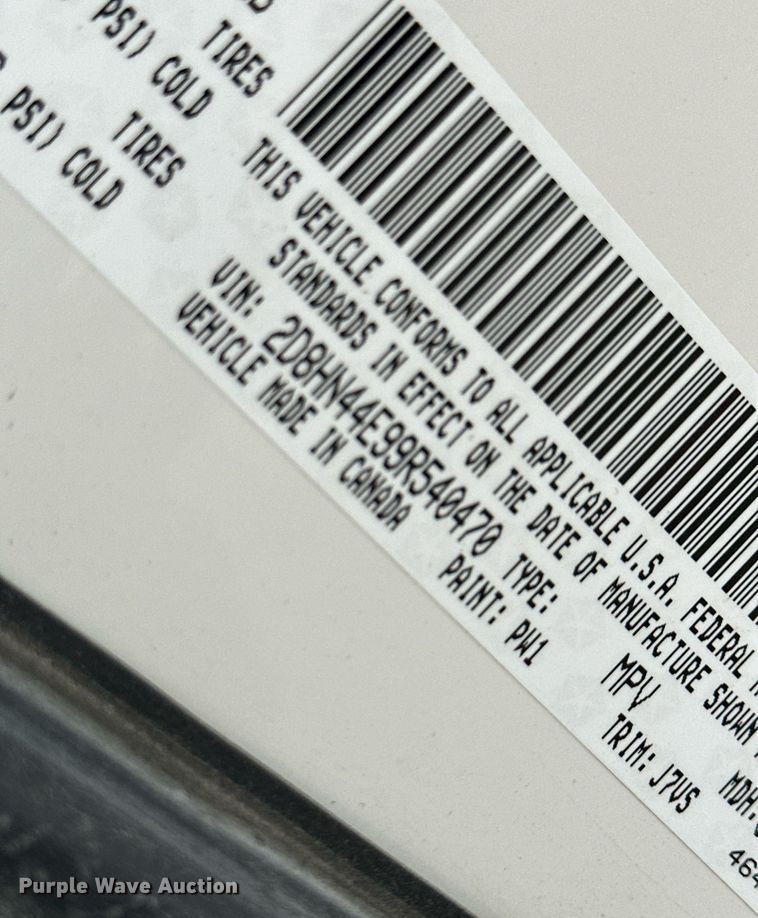 TIRES
PSI) COLD
TIRES
PSI) COLD
THIS VEHICLE CONFORMS TO ALL APPLICABLE U.S.A. FEDERAL
STANDARDS IN EFFECT ON THE DATE OF MANUFACTURE SHOWN
VIN: 2D8HN44E99R540470 TYPE: MPV MDH:
VEHICLE MADE IN CANADA PAINT: PW1 TRIM: J7US
464
Purple Wave Auction